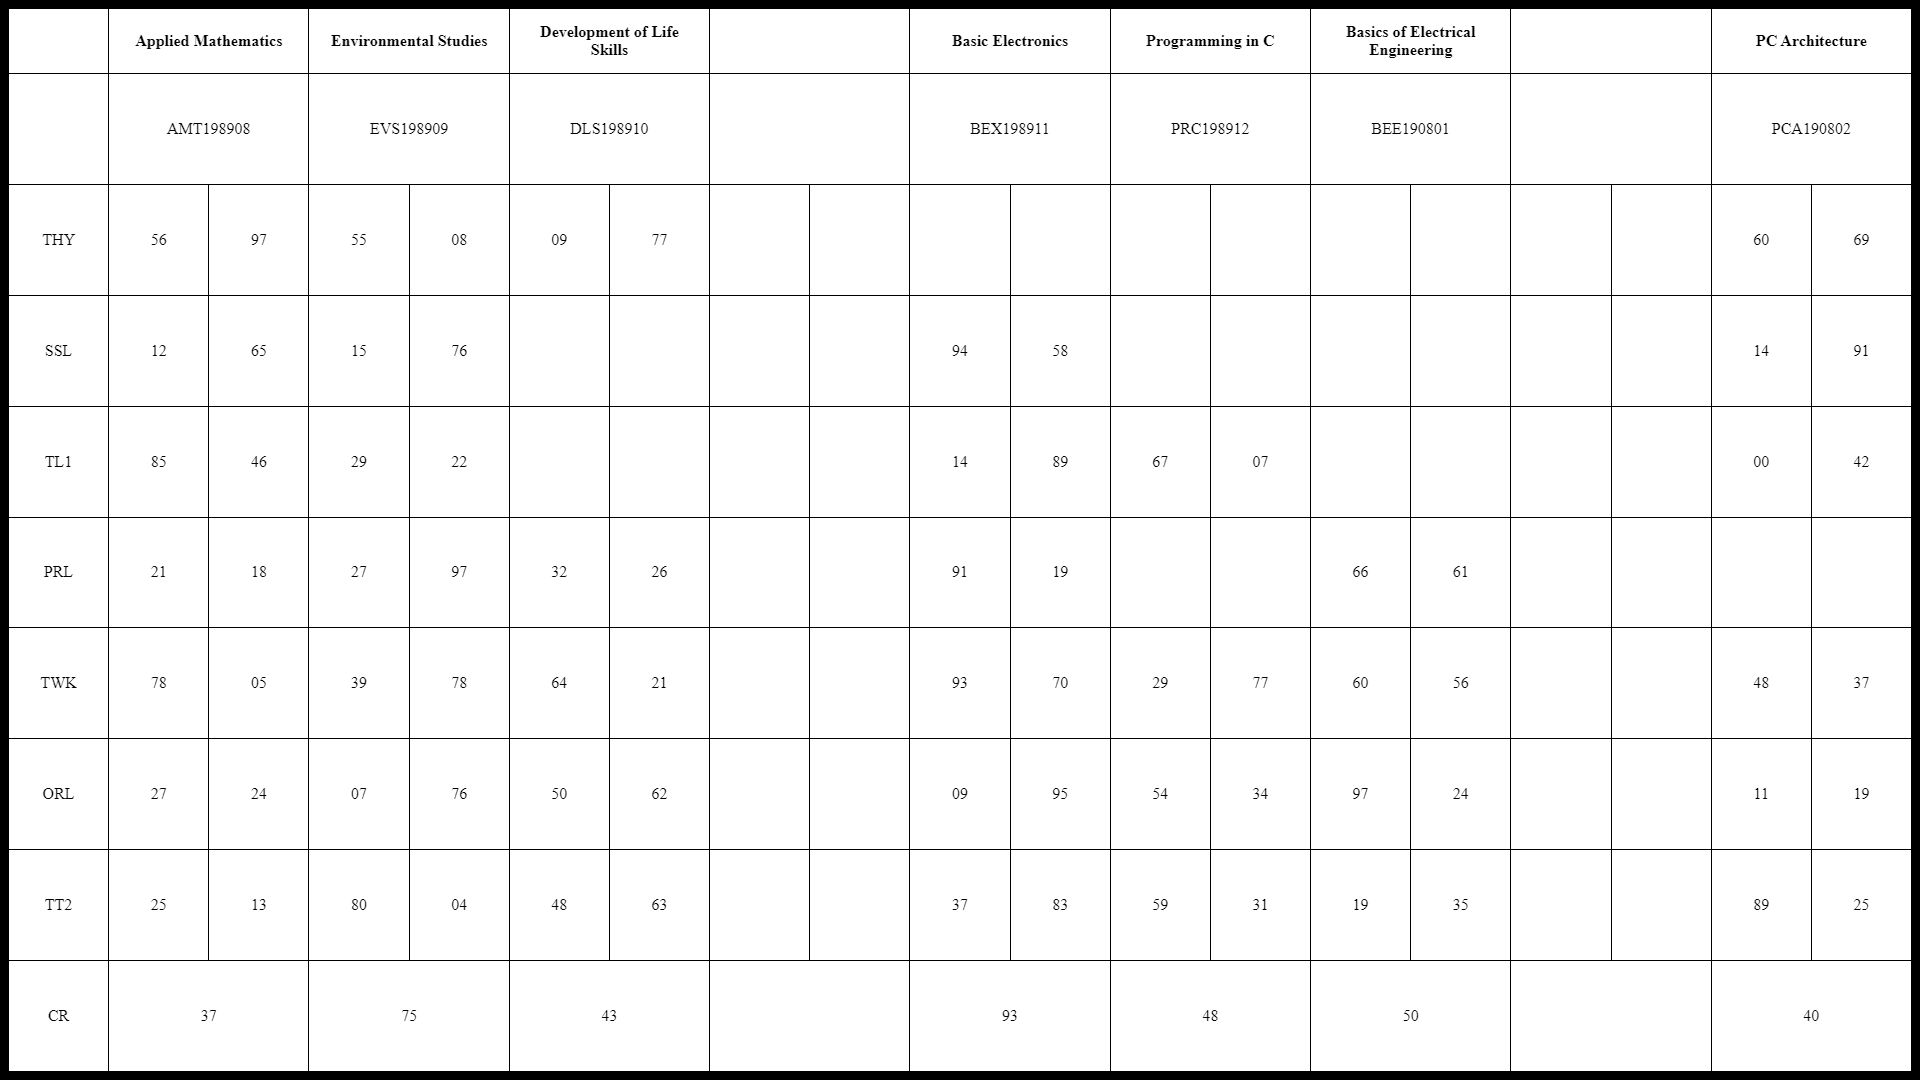 Applied Mathematics Environmental Studies Development of Life Skills Basic Electronics Programming in C Basics of Electrical Engineering PC Architecture
AMT198908 EVS198909 DLS198910 BEX198911 PRC198912 BEE190801 PCA190802
THY 56 97 55 08 09 77 60 69
SSL 12 65 15 76 94 58 14 91
TL1 85 46 29 22 14 89 67 07 00 42
PRL 21 18 27 97 32 26 91 19 66 61
TWK 78 05 39 78 64 21 93 70 29 77 60 56 48 37
ORL 27 24 07 76 50 62 09 95 54 34 97 24 11 19
TT2 25 13 80 04 48 63 37 83 59 31 19 35 89 25
CR 37 75 43 93 48 50 40